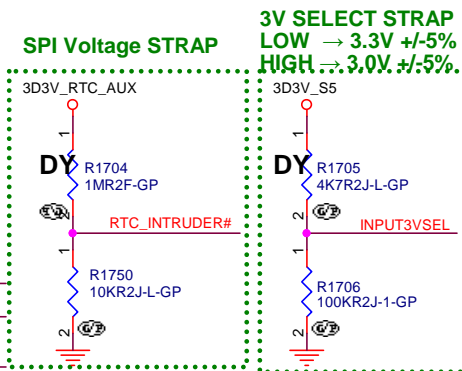 SPI Voltage STRAP
3V SELECT STRAP
LOW → 3.3V +/-5%
HIGH → 3.0V +/-5%
3D3V_RTC_AUX
1
DY
R1704
1MR2F-GP
2
RTC_INTRUDER#
1
R1750
10KR2J-L-GP
2
G/P
3D3V_S5
1
DY
R1705
4K7R2J-L-GP
2
G/P
INPUT3VSEL
1
R1706
100KR2J-1-GP
2
G/P